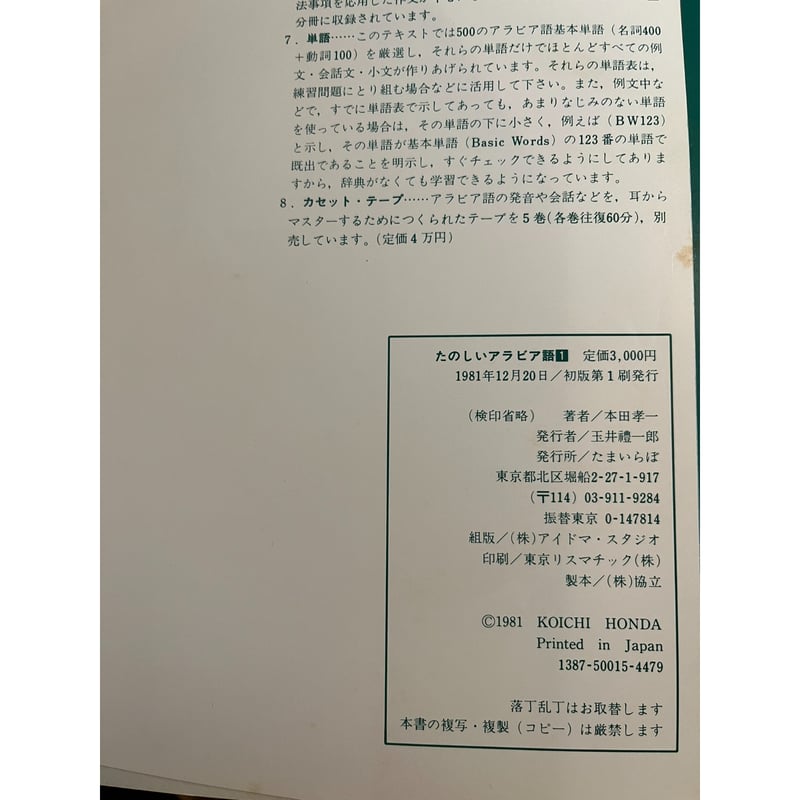 法事項を応用した作文が
分冊に収録されています。
7．単語……このテキストでは500のアラビア語基本単語（名詞400
＋動詞100）を厳選し，それらの単語だけでほとんどすべての例
文・会話文・小文が作りあげられています。それらの単語表は，
練習問題にとり組む場合などに活用して下さい。また，例文中な
どで，すでに単語表で示してあっても，あまりなじみのない単語
を使っている場合は，その単語の下に小さく，例えば（BW123）
と示し，その単語が基本単語（Basic Words）の123番の単語で
既出であることを明示し，すぐチェックできるようにしてありま
すから，辞典がなくても学習できるようになっています。
8．カセット・テープ……アラビア語の発音や会話などを，耳から
マスターするためにつくられたテープを5巻（各巻往復60分），別
売しています。（定価4万円）
たのしいアラビア語1 定価3,000円
1981年12月20日／初版第1刷発行
（検印省略） 著者／本田孝一
発行者／玉井禮一郎
発行所／たまいらぼ
東京都北区堀船2-27-1-917
（〒114）03-911-9284
振替東京 0-147814
組版／（株）アイドマ・スタジオ
印刷／東京リスマチック（株）
製本／（株）協立
©1981 KOICHI HONDA
Printed in Japan
1387-50015-4479
落丁乱丁はお取替します
本書の複写・複製（コピー）は厳禁します